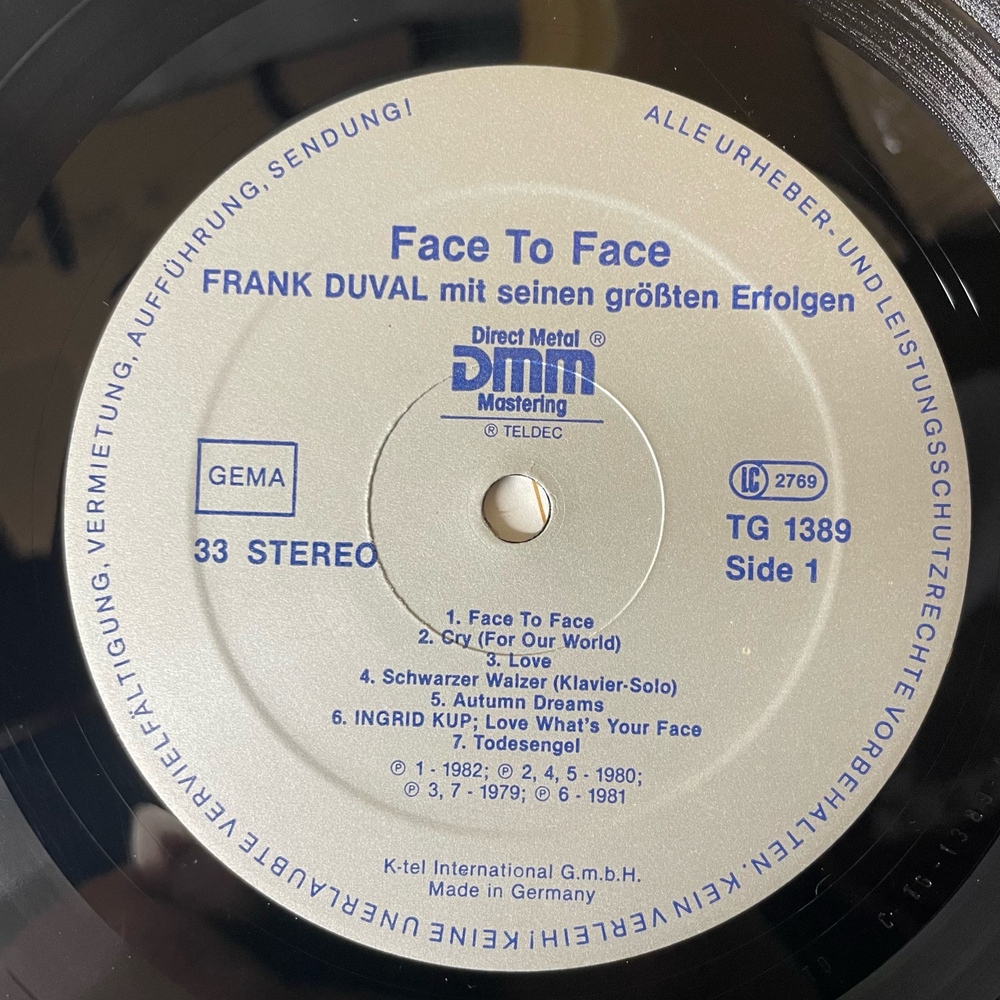 ALLE URHEBER- UND LEISTUNGSSCHUTZRECHTE VORBEHALTEN. KEIN VERLEIH! KEINE UNERLAUBTE VERVIELFÄLTIGUNG, VERMIETUNG, AUFFÜHRUNG, SENDUNG!
Face To Face
FRANK DUVAL mit seinen größten Erfolgen
Direct Metal ®
DMM
Mastering
® TELDEC
GEMA
LC 2769
33 STEREO
TG 1389
Side 1
1. Face To Face
2. Cry (For Our World)
3. Love
4. Schwarzer Walzer (Klavier-Solo)
5. Autumn Dreams
6. INGRID KUP; Love What's Your Face
7. Todesengel
℗ 1 - 1982; ℗ 2, 4, 5 - 1980;
℗ 3, 7 - 1979; ℗ 6 - 1981
K-tel International G.m.b.H.
Made in Germany